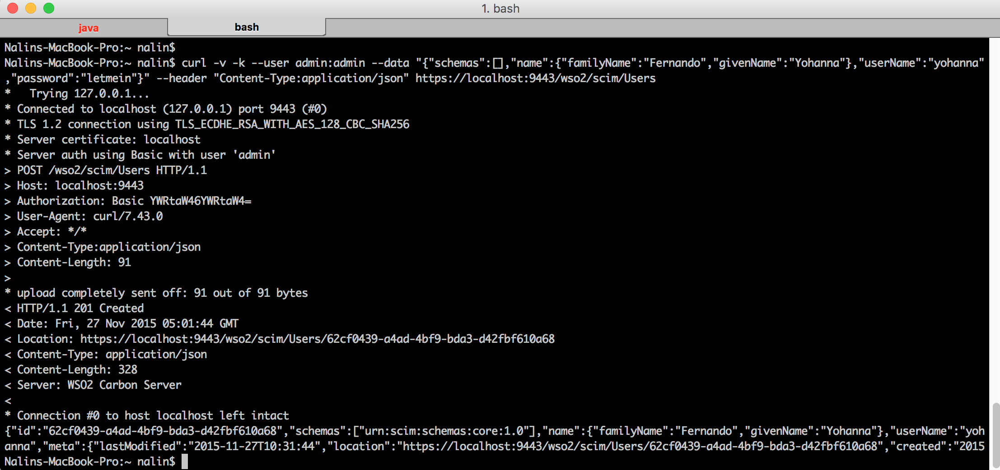 1. bash
java
bash
Nalins-MacBook-Pro:~ nalin$
Nalins-MacBook-Pro:~ nalin$ curl -v -k --user admin:admin --data "{"schemas":[],"name":{"familyName":"Fernando","givenName":"Yohanna"},"userName":"yohanna"
,"password":"letmein"}" --header "Content-Type:application/json" https://localhost:9443/wso2/scim/Users
*   Trying 127.0.0.1...
* Connected to localhost (127.0.0.1) port 9443 (#0)
* TLS 1.2 connection using TLS_ECDHE_RSA_WITH_AES_128_CBC_SHA256
* Server certificate: localhost
* Server auth using Basic with user 'admin'
> POST /wso2/scim/Users HTTP/1.1
> Host: localhost:9443
> Authorization: Basic YWRtaW46YWRtaW4=
> User-Agent: curl/7.43.0
> Accept: */*
> Content-Type:application/json
> Content-Length: 91
>
* upload completely sent off: 91 out of 91 bytes
< HTTP/1.1 201 Created
< Date: Fri, 27 Nov 2015 05:01:44 GMT
< Location: https://localhost:9443/wso2/scim/Users/62cf0439-a4ad-4bf9-bda3-d42fbf610a68
< Content-Type: application/json
< Content-Length: 328
< Server: WSO2 Carbon Server
<
* Connection #0 to host localhost left intact
{"id":"62cf0439-a4ad-4bf9-bda3-d42fbf610a68","schemas":["urn:scim:schemas:core:1.0"],"name":{"familyName":"Fernando","givenName":"Yohanna"},"userName":"yoh
anna","meta":{"lastModified":"2015-11-27T10:31:44","location":"https://localhost:9443/wso2/scim/Users/62cf0439-a4ad-4bf9-bda3-d42fbf610a68","created":"2015
Nalins-MacBook-Pro:~ nalin$